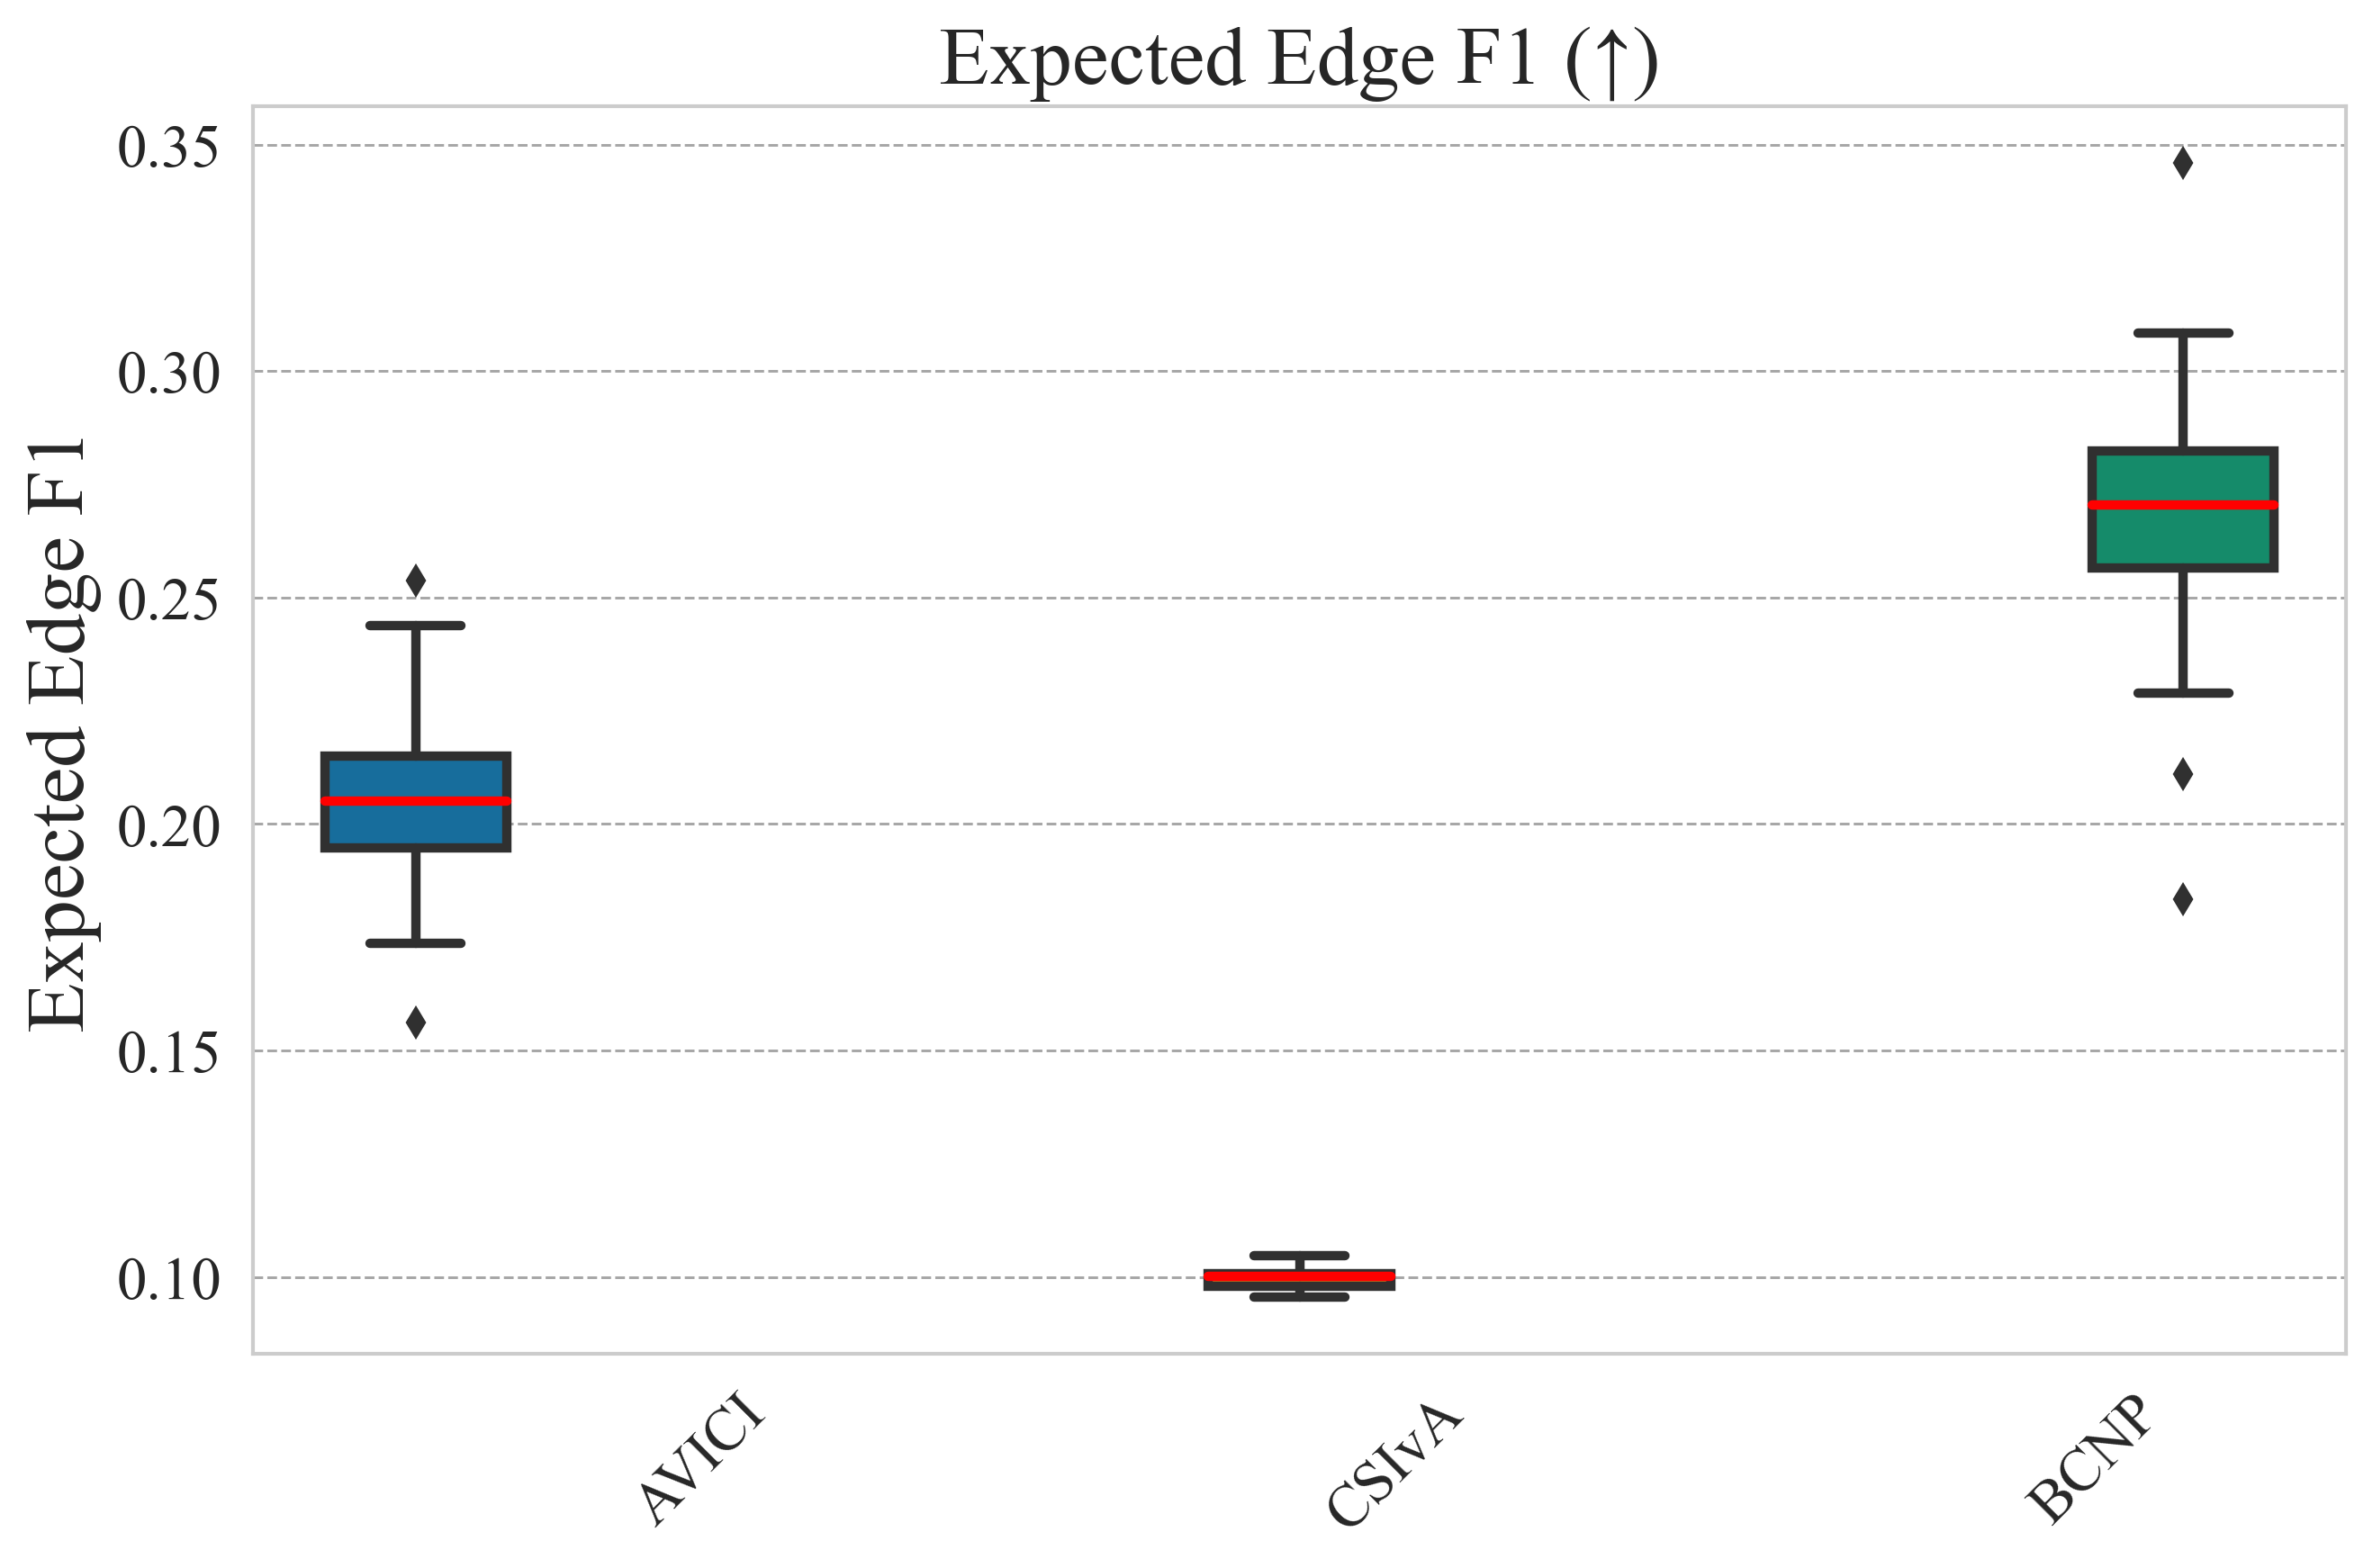 Expected Edge F1 (↑)
Expected Edge F1
0.35
0.30
0.25
0.20
0.15
0.10
AVICI
CSIvA
BCNP